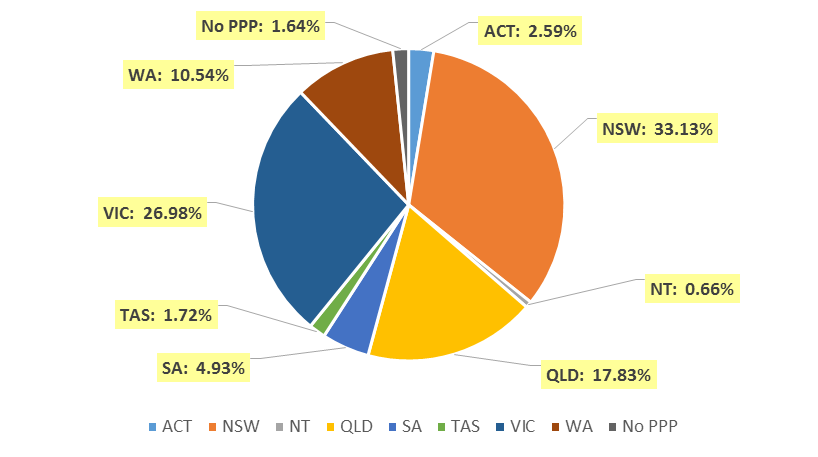 No PPP: 1.64%
ACT: 2.59%
WA: 10.54%
NSW: 33.13%
VIC: 26.98%
NT: 0.66%
TAS: 1.72%
SA: 4.93%
QLD: 17.83%
ACT NSW NT QLD SA TAS VIC WA No PPP